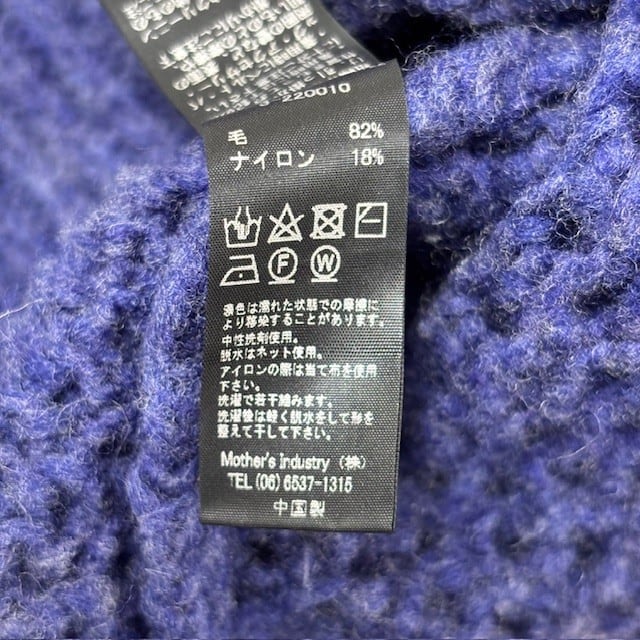 220010
毛 82%
ナイロン 18%
F W
濃色は濡れた状態での摩擦に
より移染することがあります。
中性洗剤使用。
脱水はネット使用。
アイロンの際は当て布を使用
下さい。
洗濯で若干縮みます。
洗濯後は軽く脱水をして形を
整えて干して下さい。
Mother's Industry (株)
TEL (06) 6537-1315
中国製